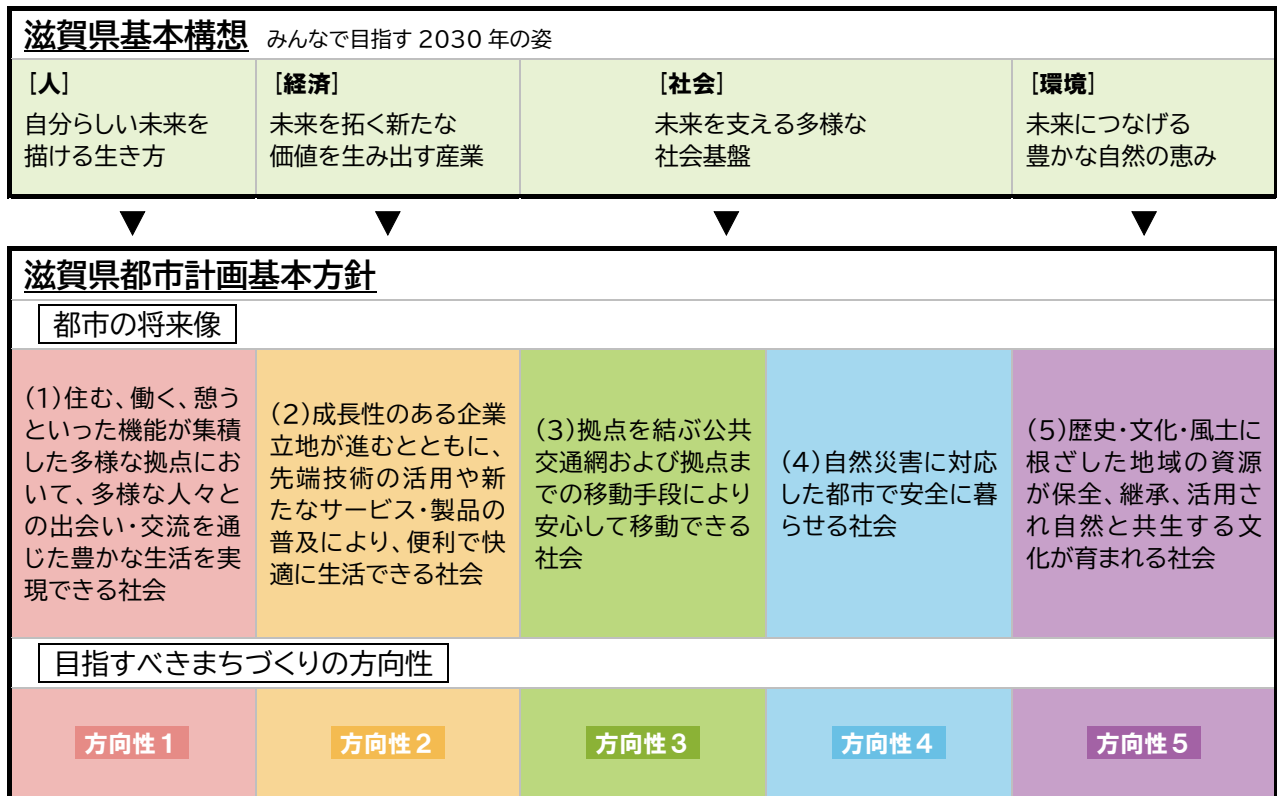 滋賀県基本構想 みんなで目指す 2030 年の姿
[人]
自分らしい未来を
描ける生き方
[経済]
未来を拓く新たな
価値を生み出す産業
[社会]
未来を支える多様な
社会基盤
[環境]
未来につなげる
豊かな自然の恵み
▼ ▼ ▼ ▼
滋賀県都市計画基本方針
都市の将来像
(1)住む、働く、憩う
といった機能が集積
した多様な拠点にお
いて、多様な人々と
の出会い・交流を通
じた豊かな生活を実
現できる社会
(2)成長性のある企業
立地が進むとともに、
先端技術の活用や新
たなサービス・製品の
普及により、便利で快
適に生活できる社会
(3)拠点を結ぶ公共
交通網および拠点ま
での移動手段により
安心して移動できる
社会
(4)自然災害に対応
した都市で安全に暮
らせる社会
(5)歴史・文化・風土に
根ざした地域の資源
が保全、継承、活用さ
れ自然と共生する文
化が育まれる社会
目指すべきまちづくりの方向性
方向性1
方向性2
方向性3
方向性4
方向性5